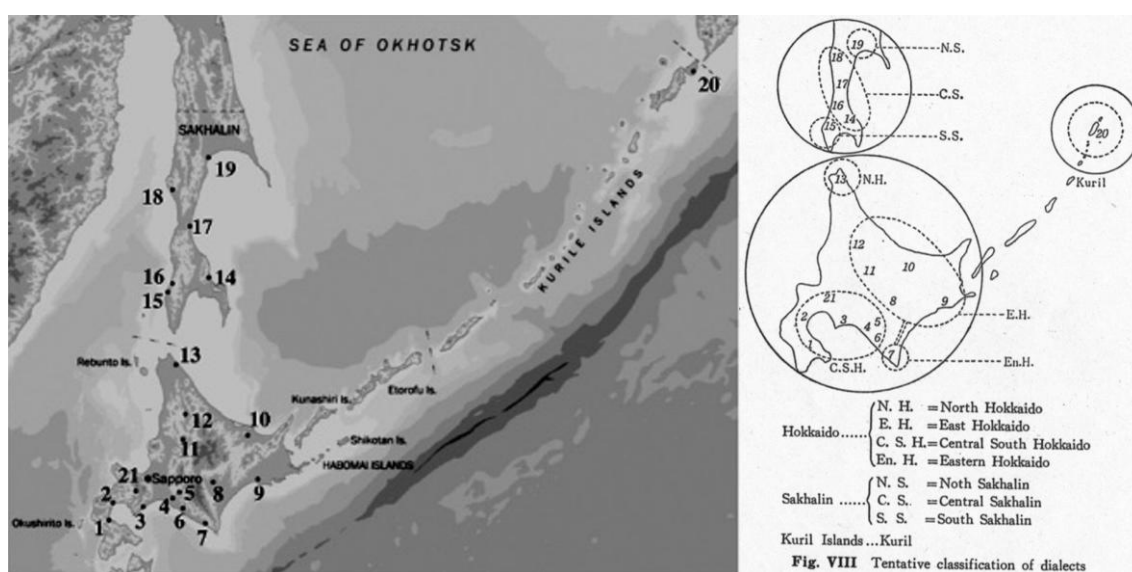 SEA OF OKHOTSK
20
SAKHALIN
19
18
17
16
14
15
KURILE ISLANDS
13
Rebunto Is.
Etorofu Is.
Kunashiri Is.
12
10
11
Shikotan Is.
HABOMAI ISLANDS
21
Sapporo
2
5
8
9
4
Okushirito Is.
1
3
6
7
19
N.S.
18
17
C.S.
16
14
15
S.S.
20
Kuril
13
N.H.
12
11
10
21
8
9
2
3
4
5
E.H.
1
6
7
En.H.
C.S.H.
Hokkaido
N. H. =North Hokkaido
E. H. =East Hokkaido
C. S. H.=Central South Hokkaido
En. H. =Eastern Hokkaido
Sakhalin
N. S. =Noth Sakhalin
C. S. =Central Sakhalin
S. S. =South Sakhalin
Kuril Islands...Kuril
Fig. VIII Tentative classification of dialects